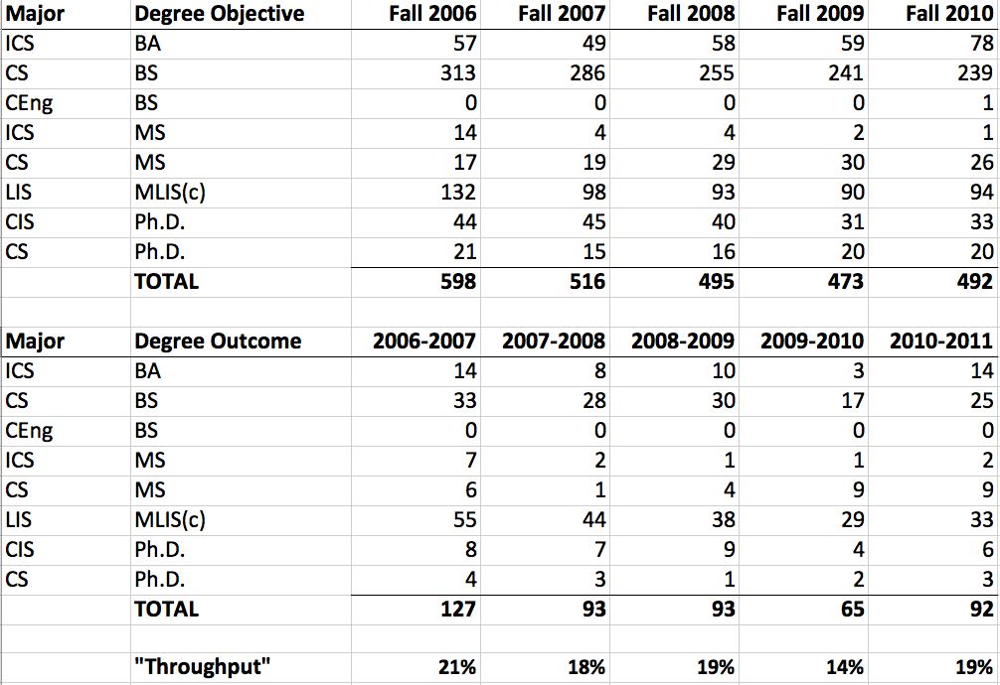 Major Degree Objective Fall 2006 Fall 2007 Fall 2008 Fall 2009 Fall 2010
ICS BA 57 49 58 59 78
CS BS 313 286 255 241 239
CEng BS 0 0 0 0 1
ICS MS 14 4 4 2 1
CS MS 17 19 29 30 26
LIS MLIS(c) 132 98 93 90 94
CIS Ph.D. 44 45 40 31 33
CS Ph.D. 21 15 16 20 20
TOTAL 598 516 495 473 492
Major Degree Outcome 2006-2007 2007-2008 2008-2009 2009-2010 2010-2011
ICS BA 14 8 10 3 14
CS BS 33 28 30 17 25
CEng BS 0 0 0 0 0
ICS MS 7 2 1 1 2
CS MS 6 1 4 9 9
LIS MLIS(c) 55 44 38 29 33
CIS Ph.D. 8 7 9 4 6
CS Ph.D. 4 3 1 2 3
TOTAL 127 93 93 65 92
"Throughput" 21% 18% 19% 14% 19%